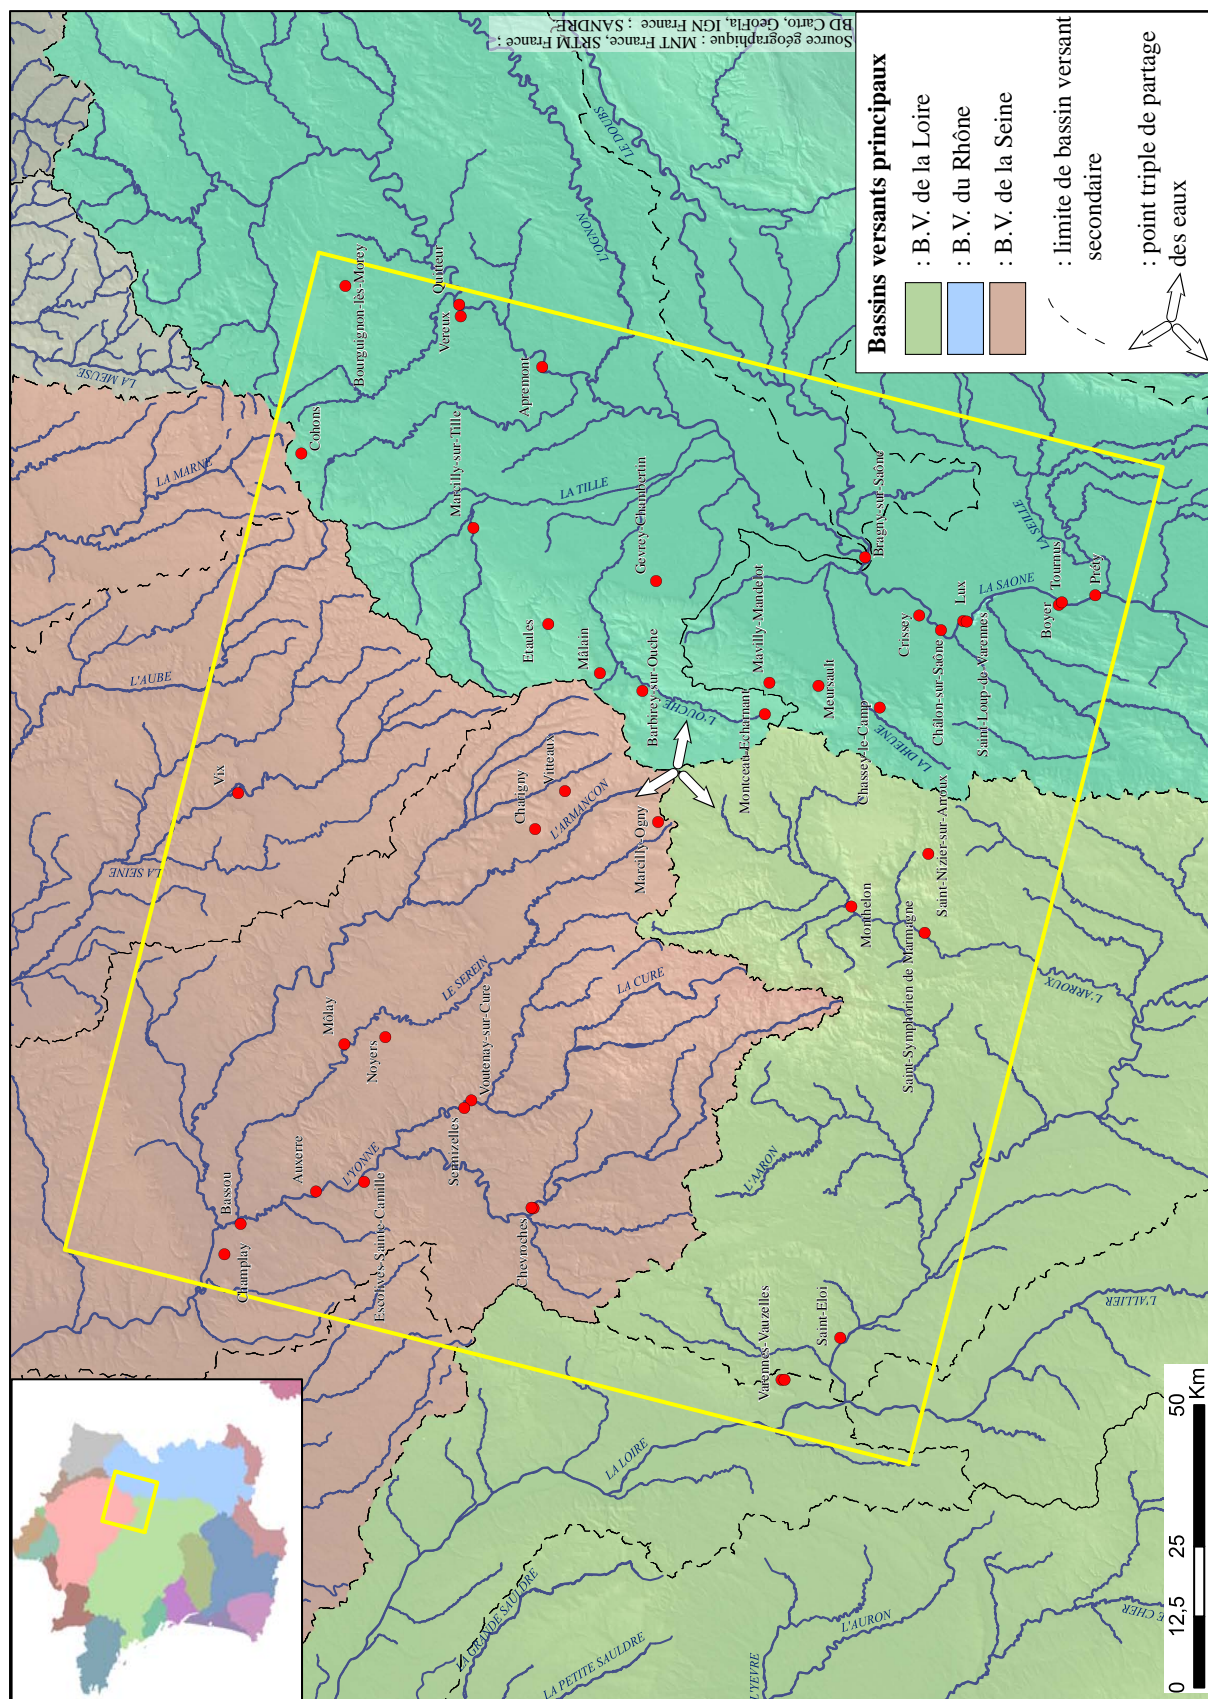 Source géographique : MNT France, SRTM France ;
BD Carto, GeoFla, IGN France ; SANDRE
Bassins versants principaux
: B.V. de la Loire
: B.V. du Rhône
: B.V. de la Seine
: limite de bassin versant
secondaire
: point triple de partage
des eaux
LA MEUSE
LA MARNE
L'AUBE
LA SEINE
LE DOUBS
L'OGNON
LA TILLE
L'OUCHE
L'ARMANCON
LE SEREIN
LA CURE
L'YONNE
LA DHEUNE
LA SAONE
LA SEILLE
L'ARROUX
L'AARON
L'ALLIER
LA LOIRE
LA GRANDE SAULDRE
LA PETITE SAULDRE
L'AURON
L'YEVRE
E CHER
Bourguignon-lès-Morey
Cohons
Quitteur
Vereux
Apremont
Marcilly-sur-Tille
Gevrey-Chambertin
Etaules
Mâlain
Barbirey-sur-Ouche
Mavilly-Mandelot
Montceau-Echarnant
Meursault
Bragny-sur-Saône
Chassey-le-Camp
Crissey
Châlon-sur-Saône
Lux
Saint-Loup-de-Varennes
Boyer
Tournus
Préty
Vix
Vitteaux
Charigny
Marcilly-Ogny
Saint-Nizier-sur-Arroux
Monthelon
Saint-Symphorien de Marmagne
Môlay
Noyers
Voutenay-sur-Cure
Sermizelles
Auxerre
Escolives-Sainte-Camille
Bassou
Champlay
Chevroches
Varennes-Vauzelles
Saint-Eloi
0
12,5
25
50
Km